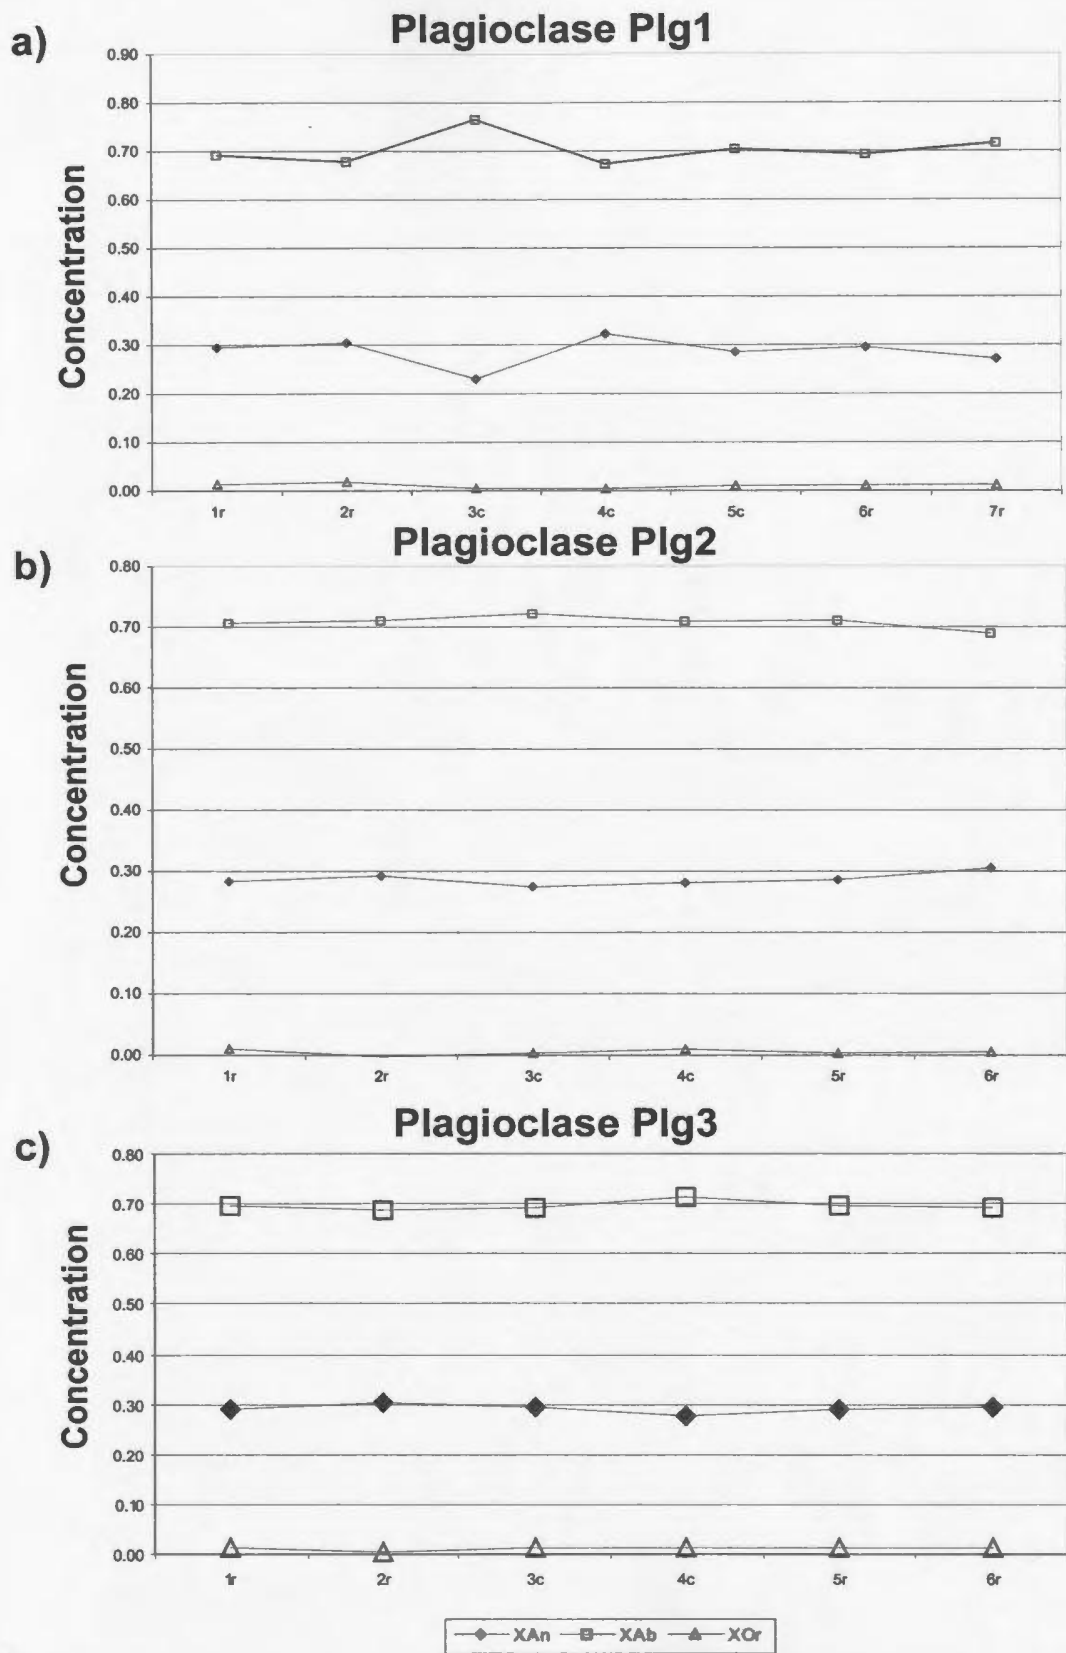 a)
Plagioclase Plg1
Concentration
0.90
0.80
0.70
0.60
0.50
0.40
0.30
0.20
0.10
0.00
1r 2r 3c 4c 5c 6r 7r
b)
Plagioclase Plg2
Concentration
0.80
0.70
0.60
0.50
0.40
0.30
0.20
0.10
0.00
1r 2r 3c 4c 5r 6r
c)
Plagioclase Plg3
Concentration
0.80
0.70
0.60
0.50
0.40
0.30
0.20
0.10
0.00
1r 2r 3c 4c 5r 6r
XAn XAb XOr